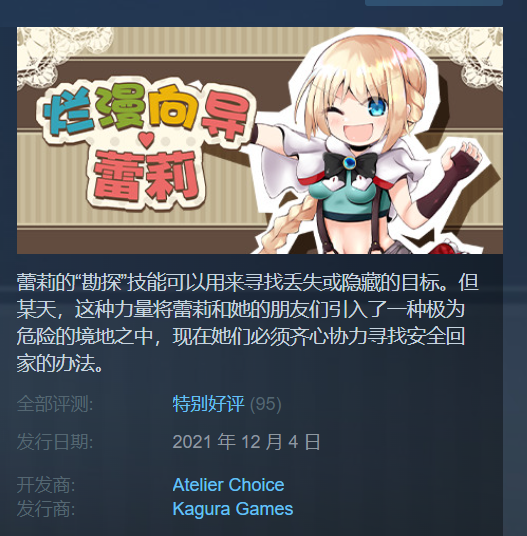 烂漫向导
蕾莉
蕾莉的“勘探”技能可以用来寻找丢失或隐藏的目标。但
某天，这种力量将蕾莉和她的朋友们引入了一种极为
危险的境地之中，现在她们必须齐心协力寻找安全回
家的办法。
全部评测: 特别好评 (95)
发行日期: 2021 年 12 月 4 日
开发商: Atelier Choice
发行商: Kagura Games